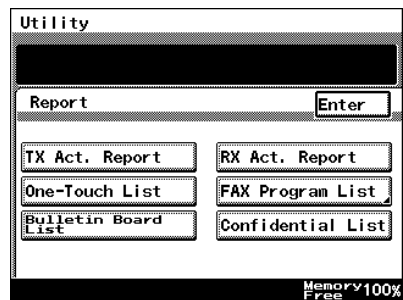 Utility
Report
Enter
TX Act. Report
RX Act. Report
One-Touch List
FAX Program List
Bulletin Board
List
Confidential List
Memory
Free 100%